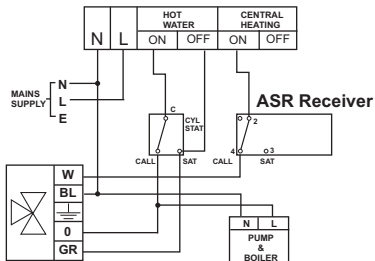 HOT WATER
CENTRAL HEATING
N L ON OFF ON OFF
MAINS SUPPLY
N
L
E
ASR Receiver
C
CYL STAT
2
4
3
CALL SAT
CALL SAT
W
BL
0
GR
N L
PUMP & BOILER